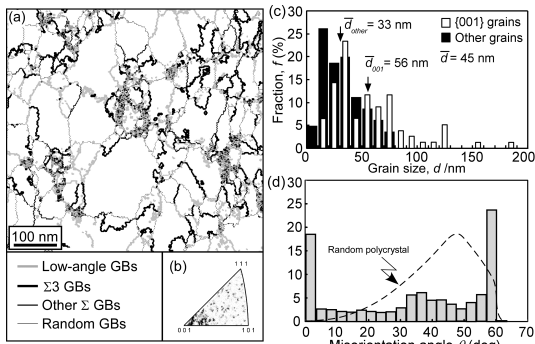 (a)
100 nm
Low-angle GBs
Σ3 GBs
Other Σ GBs
Random GBs
(b)
111
001
101
(c)
d̅other = 33 nm
d̅001 = 56 nm
{001} grains
Other grains
d̅ = 45 nm
Fraction, f (%)
30
25
20
15
10
5
0
0 50 100 150 200
Grain size, d /nm
(d)
30
25
20
15
10
5
0
Random polycrystal
0 10 20 30 40 50 60 70
Misorientation angle, θ (deg)